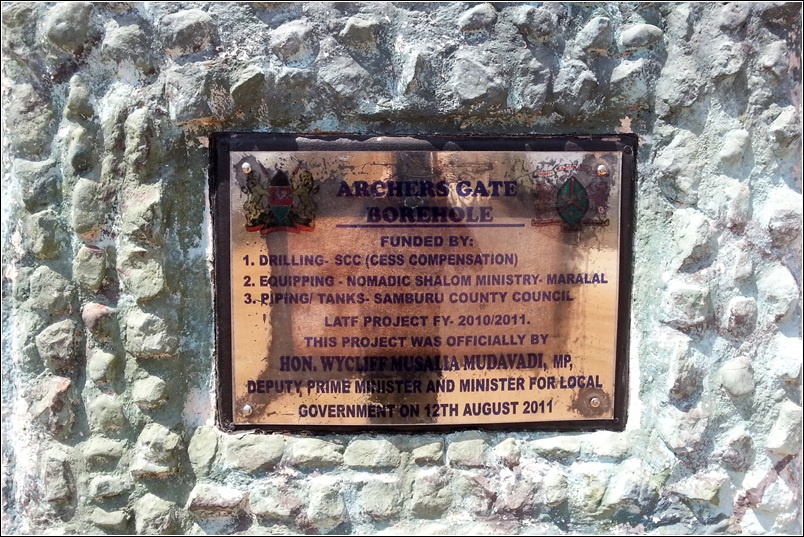 ARCHERS GATE
BOREHOLE
FUNDED BY:
1. DRILLING- SCC (CESS COMPENSATION)
2. EQUIPPING - NOMADIC SHALOM MINISTRY- MARALAL
3. PIPING/ TANKS- SAMBURU COUNTY COUNCIL
LATF PROJECT FY- 2010/2011.
THIS PROJECT WAS OFFICIALLY BY
HON. WYCLIFF MUSALIA MUDAVADI, MP,
DEPUTY PRIME MINISTER AND MINISTER FOR LOCAL
GOVERNMENT ON 12TH AUGUST 2011